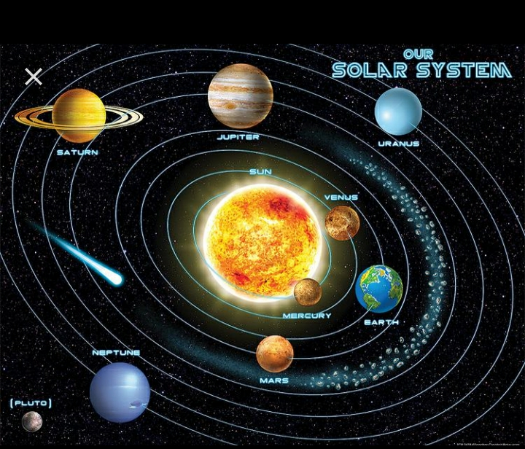 OUR
SOLAR SYSTEM
JUPITER
URANUS
SATURN
SUN
VENUS
MERCURY
EARTH
MARS
NEPTUNE
(PLUTO)